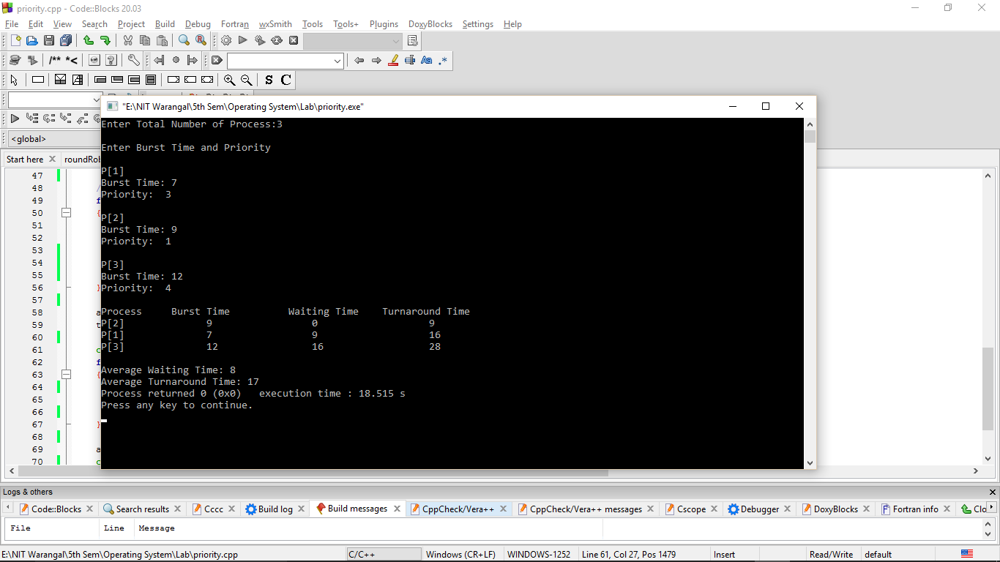 priority.cpp - Code::Blocks 20.03
File Edit View Search Project Build Debug Fortran wxSmith Tools Tools+ Plugins DoxyBlocks Settings Help
/** *<
Aa .*
S C
<global>
Start here roundRob
"E:\NIT Warangal\5th Sem\Operating System\Lab\priority.exe"
Enter Total Number of Process:3
Enter Burst Time and Priority
P[1]
Burst Time: 7
Priority: 3
P[2]
Burst Time: 9
Priority: 1
P[3]
Burst Time: 12
Priority: 4
Process Burst Time Waiting Time Turnaround Time
P[2] 9 0 9
P[1] 7 9 16
P[3] 12 16 28
Average Waiting Time: 8
Average Turnaround Time: 17
Process returned 0 (0x0) execution time : 18.515 s
Press any key to continue.
47
48 /
49 f
50 {
51
52
53
54
55
56 }
57
58 a
59 t
60
61 c
62 f
63 {
64
65
66
67 }
68
69 a
70 c
Logs & others
Code::Blocks Search results Cccc Build log Build messages CppCheck/Vera++ CppCheck/Vera++ messages Cscope Debugger DoxyBlocks Fortran info Clo
File Line Message
E:\NIT Warangal\5th Sem\Operating System\Lab\priority.cpp C/C++ Windows (CR+LF) WINDOWS-1252 Line 61, Col 27, Pos 1479 Insert Read/Write default